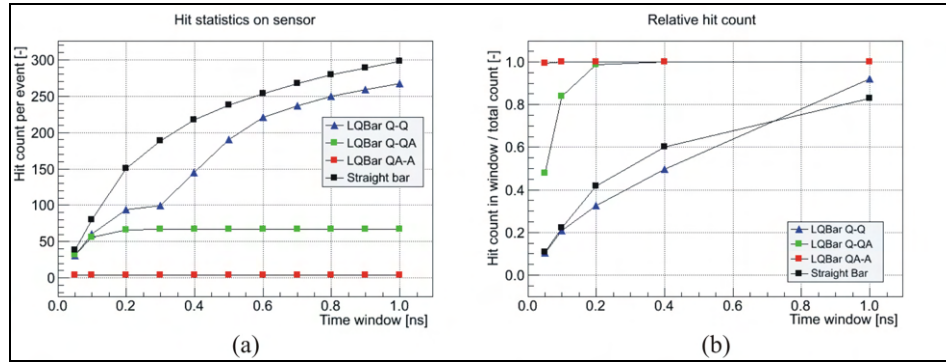 Hit statistics on sensor
Hit count per event [-]
300
250
200
150
100
50
0
LQBar Q-Q
LQBar Q-QA
LQBar QA-A
Straight bar
0.0 0.2 0.4 0.6 0.8 1.0
Time window [ns]
(a)
Relative hit count
Hit count in window / total count [-]
1.0
0.8
0.6
0.4
0.2
0.0
LQBar Q-Q
LQBar Q-QA
LQBar QA-A
Straight Bar
0.0 0.2 0.4 0.6 0.8 1.0
Time window [ns]
(b)